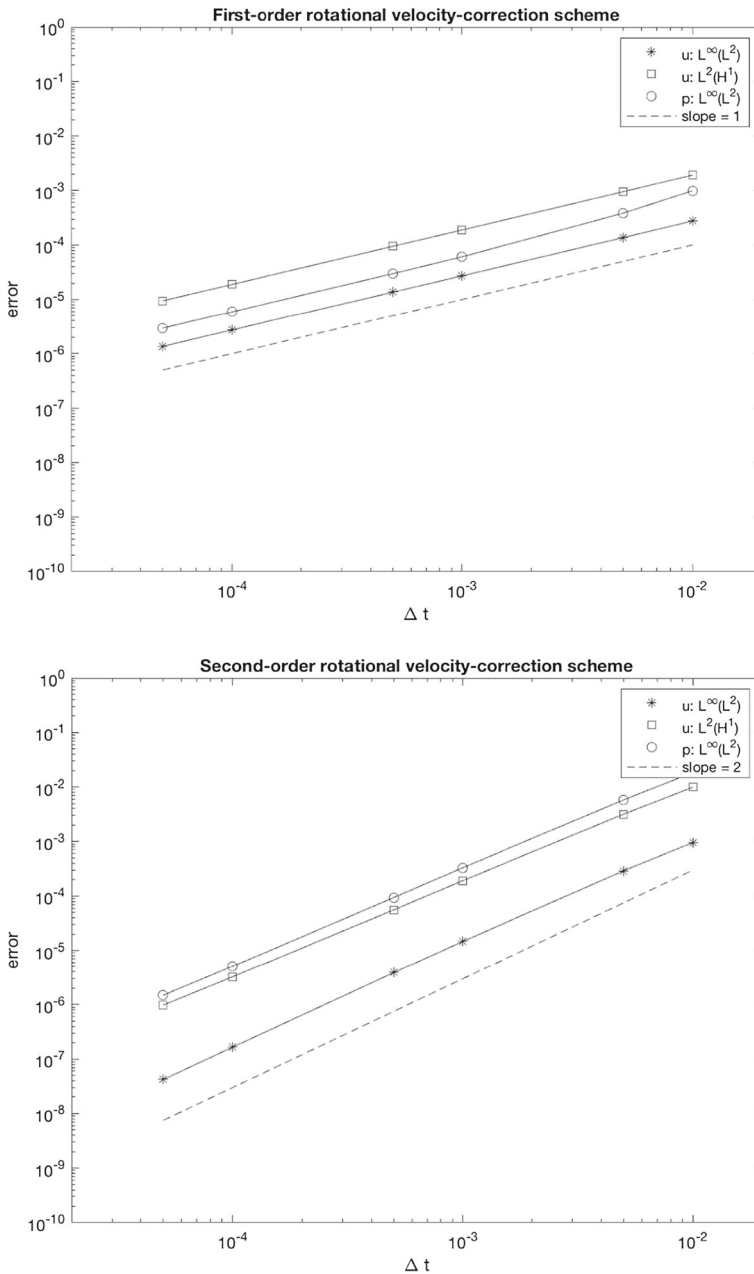 First-order rotational velocity-correction scheme
10^0
10^-1
10^-2
10^-3
10^-4
10^-5
10^-6
10^-7
10^-8
10^-9
10^-10
error
u: L^∞(L^2)
u: L^2(H^1)
p: L^∞(L^2)
slope = 1
10^-4
10^-3
10^-2
Δ t
Second-order rotational velocity-correction scheme
10^0
10^-1
10^-2
10^-3
10^-4
10^-5
10^-6
10^-7
10^-8
10^-9
10^-10
error
u: L^∞(L^2)
u: L^2(H^1)
p: L^∞(L^2)
slope = 2
10^-4
10^-3
10^-2
Δ t